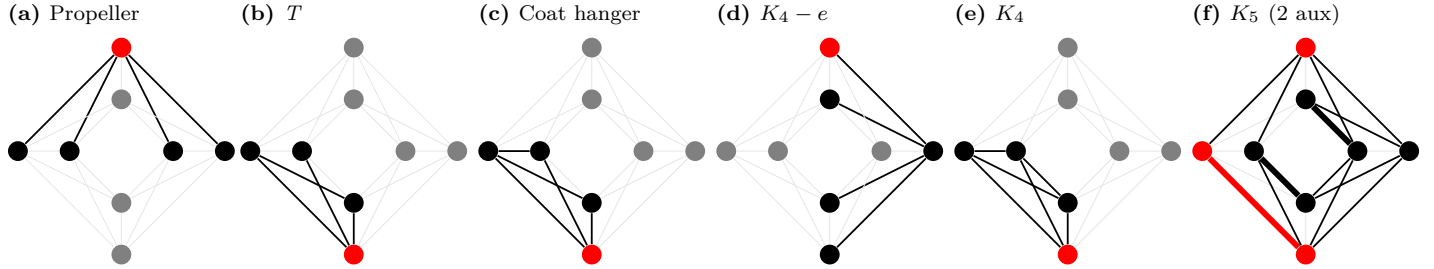 (a) Propeller
(b) T
(c) Coat hanger
(d) K₄ − e
(e) K₄
(f) K₅ (2 aux)